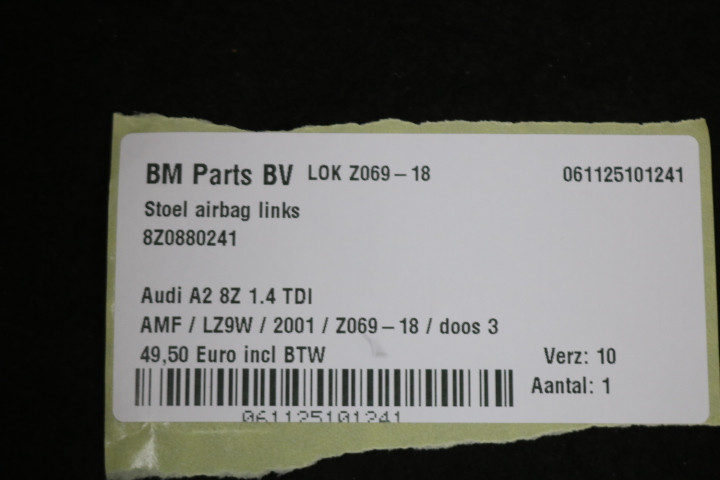 BM Parts BV LOK Z069-18 061125101241
Stoel airbag links
8Z0880241
Audi A2 8Z 1.4 TDI
AMF / LZ9W / 2001 / Z069-18 / doos 3
49,50 Euro incl BTW Verz: 10
Aantal: 1
061125101241